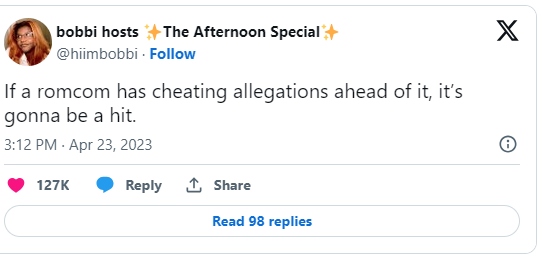 bobbi hosts ✨The Afternoon Special✨
@hiimbobbi · Follow
If a romcom has cheating allegations ahead of it, it’s
gonna be a hit.
3:12 PM · Apr 23, 2023
127K Reply Share
Read 98 replies